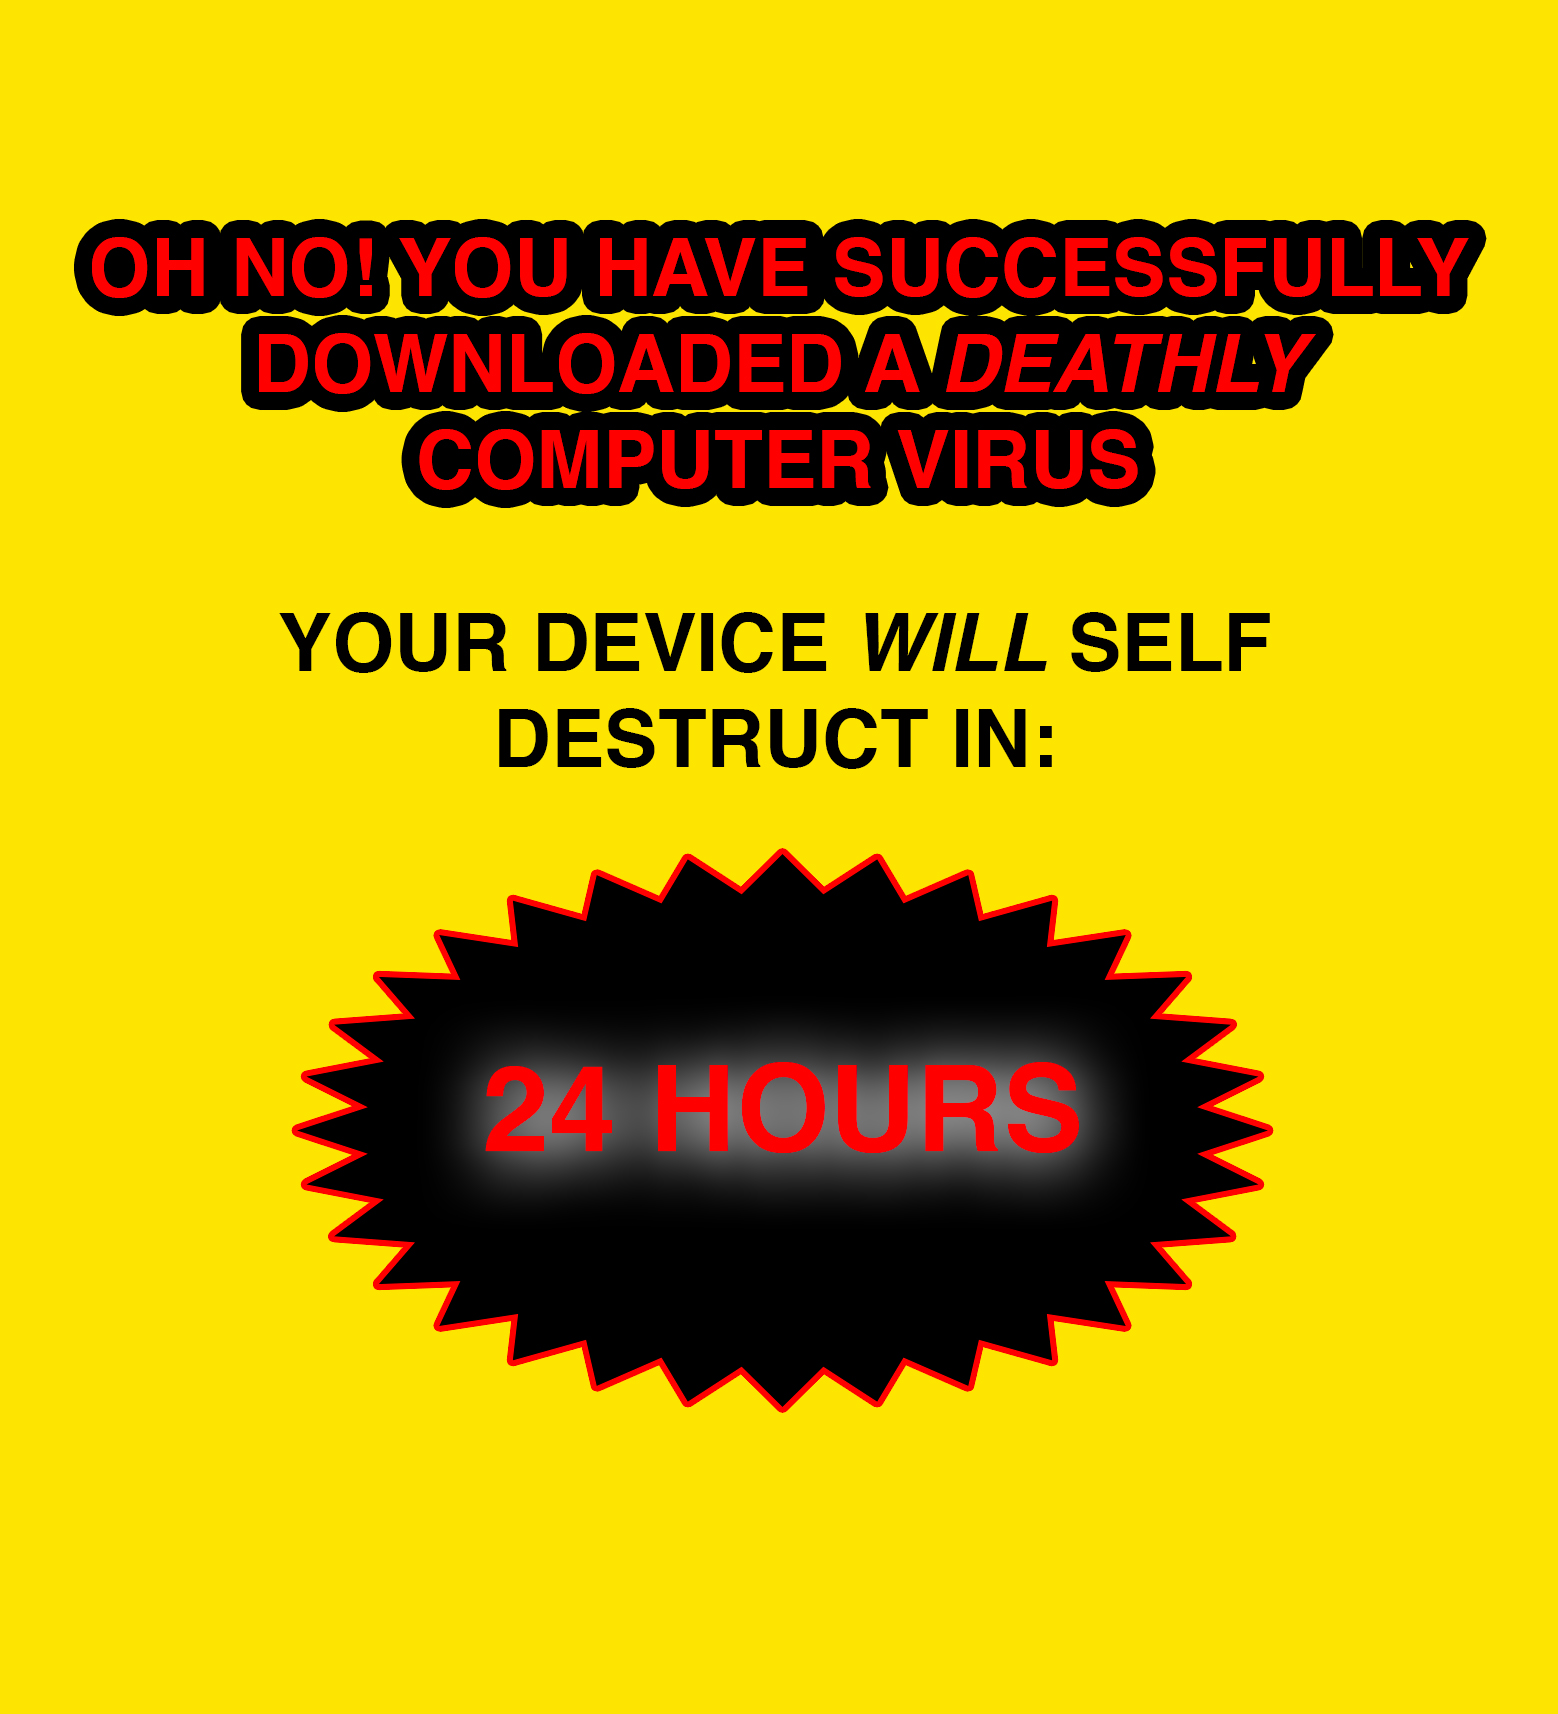 OH NO! YOU HAVE SUCCESSFULLY
DOWNLOADED A DEATHLY
COMPUTER VIRUS
YOUR DEVICE WILL SELF
DESTRUCT IN:
24 HOURS